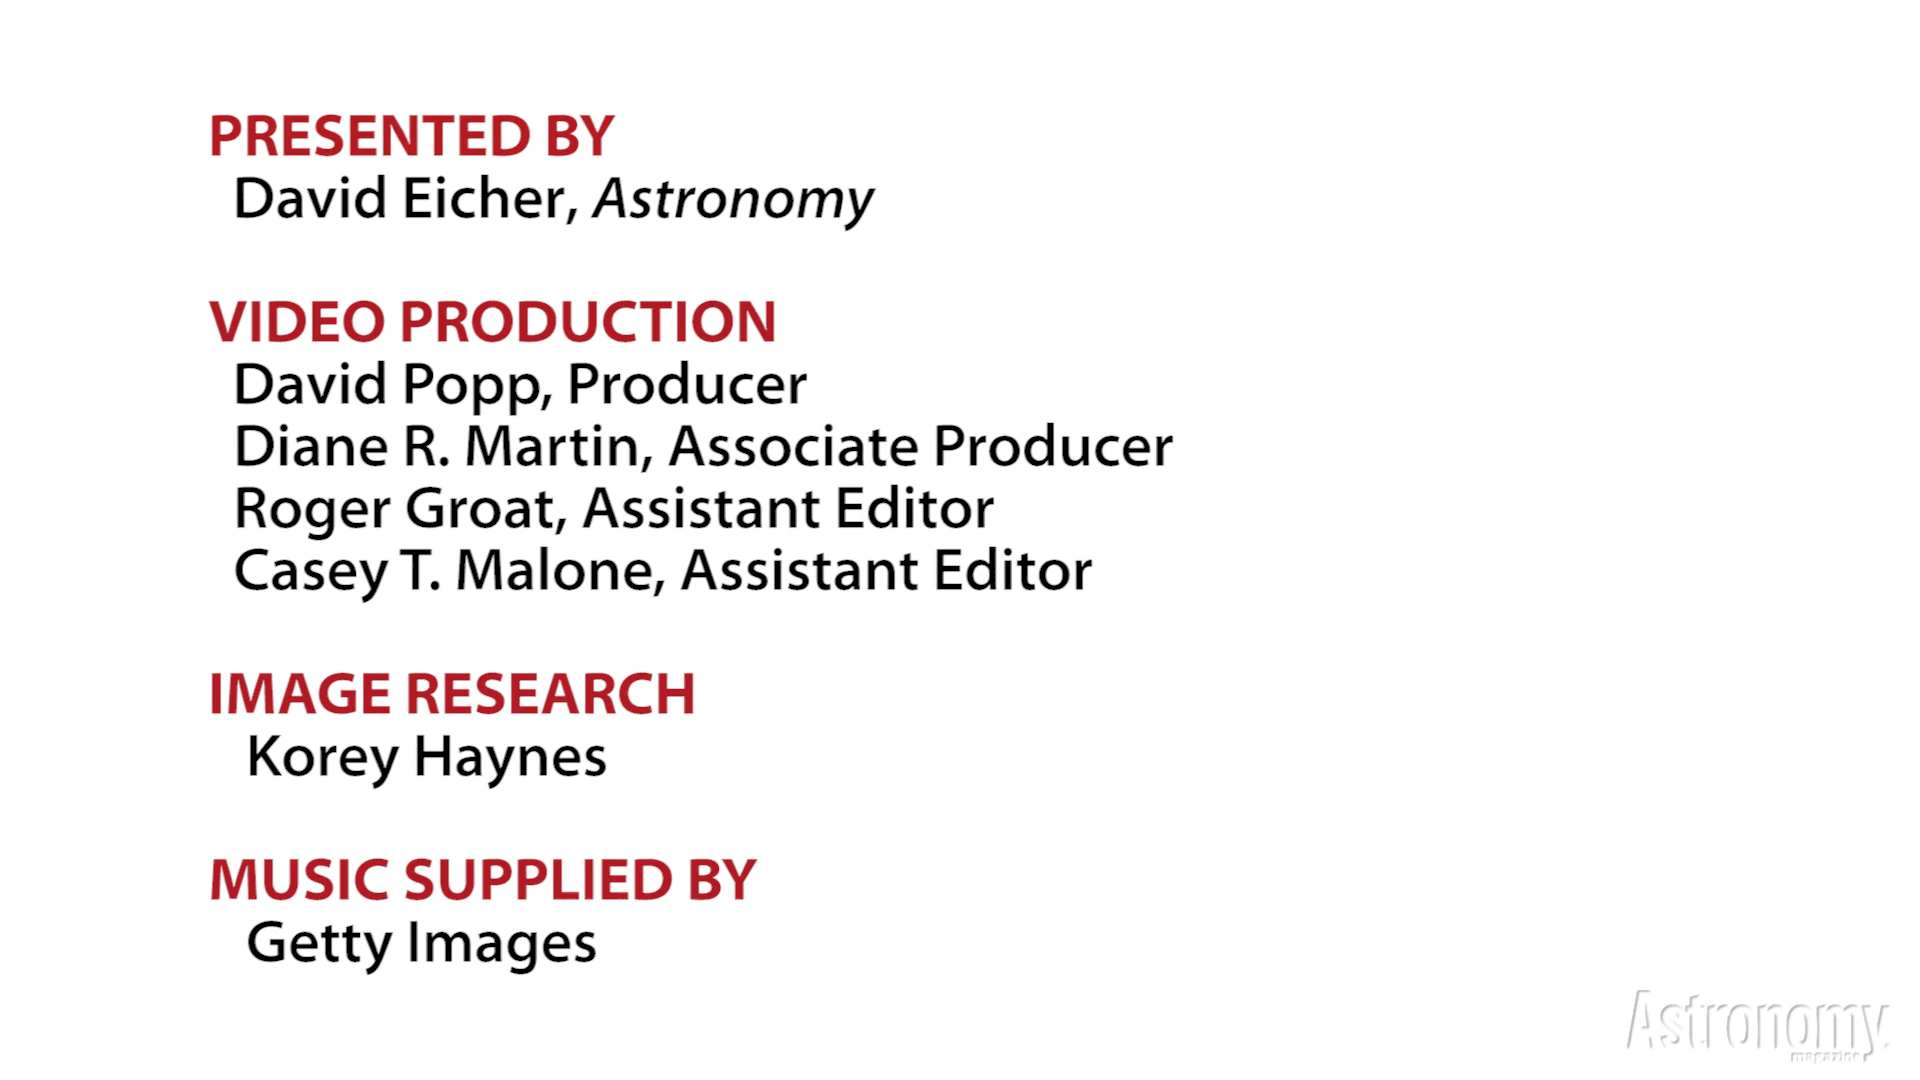 PRESENTED BY
David Eicher, Astronomy
VIDEO PRODUCTION
David Popp, Producer
Diane R. Martin, Associate Producer
Roger Groat, Assistant Editor
Casey T. Malone, Assistant Editor
IMAGE RESEARCH
Korey Haynes
MUSIC SUPPLIED BY
Getty Images
Astronomy
magazine